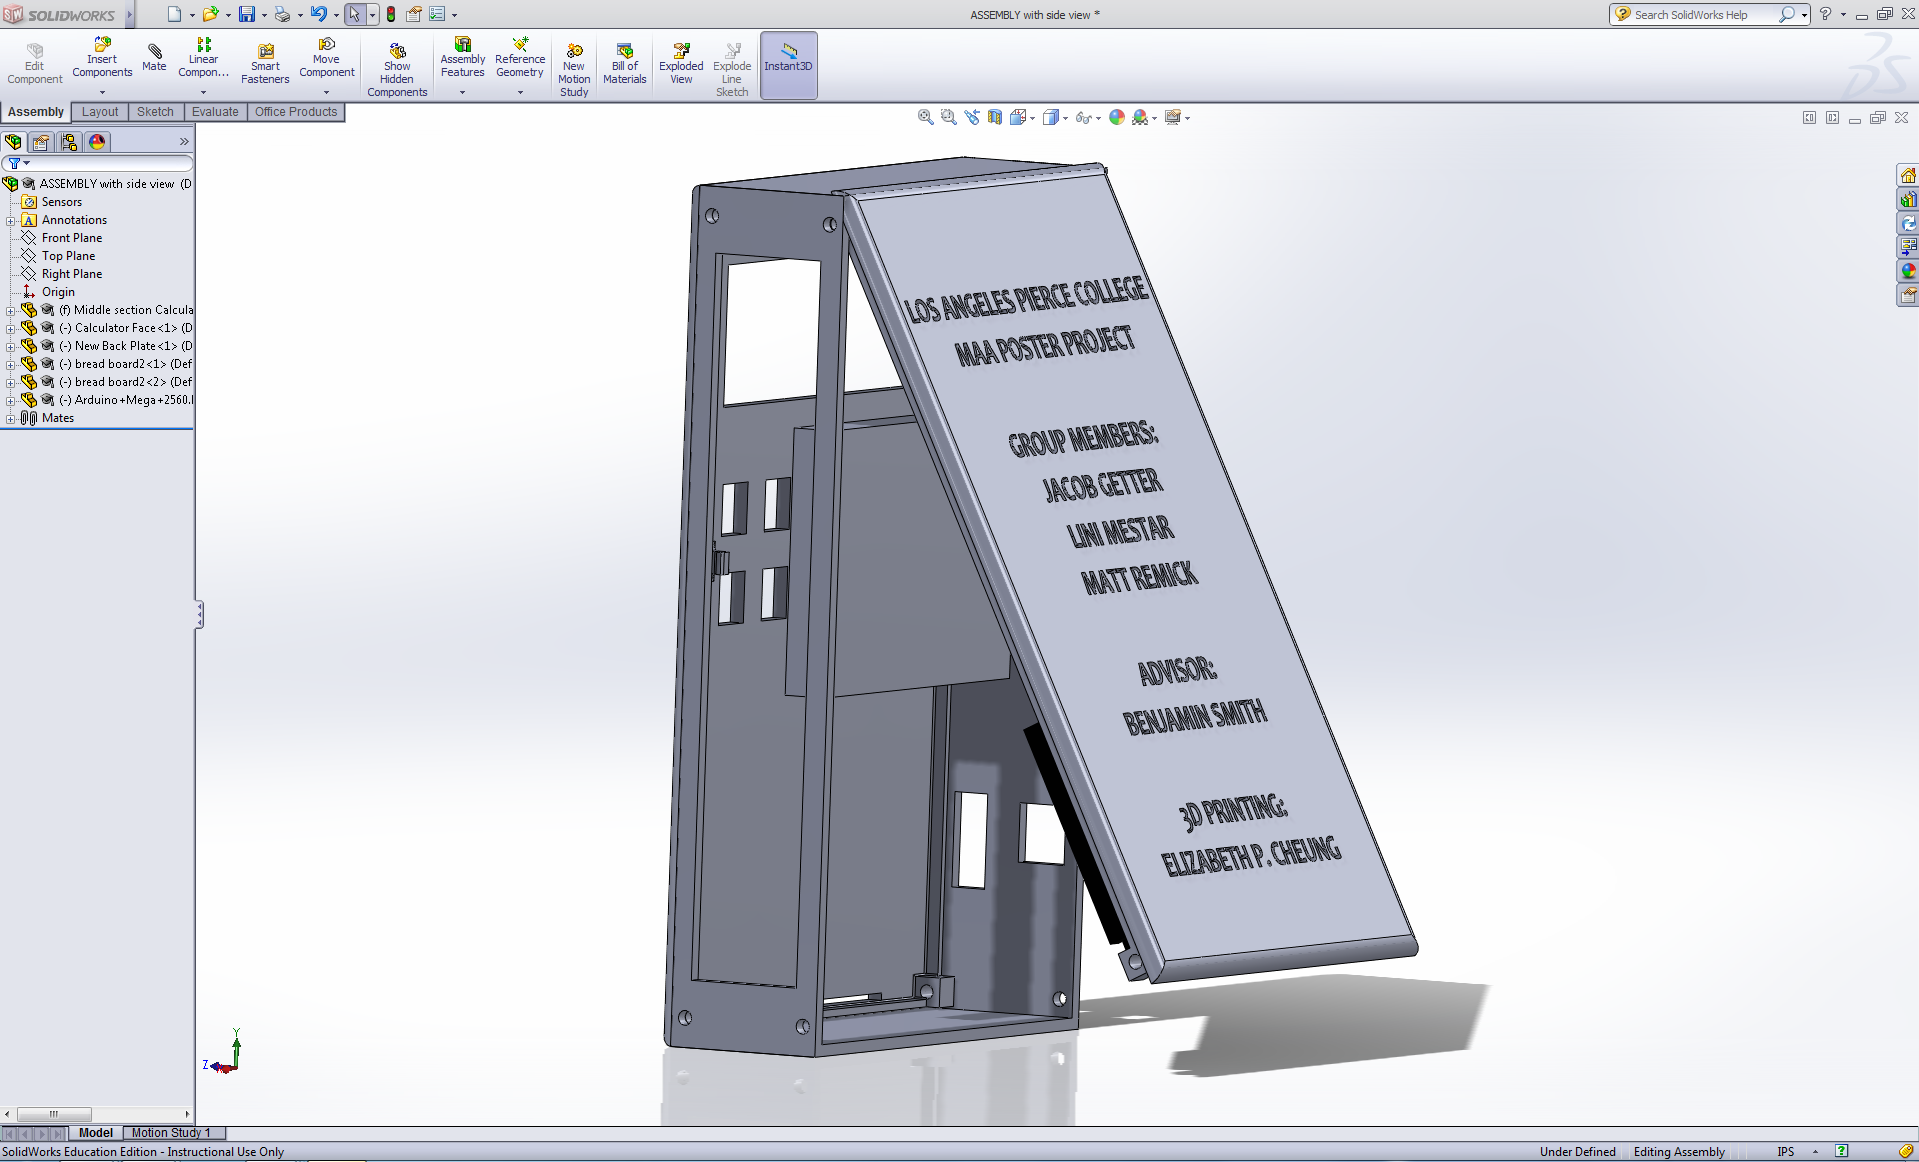 SOLIDWORKS
ASSEMBLY with side view *
Search SolidWorks Help
Edit Component
Insert Components
Mate
Linear Compon...
Smart Fasteners
Move Component
Show Hidden Components
Assembly Features
Reference Geometry
New Motion Study
Bill of Materials
Exploded View
Explode Line Sketch
Instant3D
Assembly
Layout
Sketch
Evaluate
Office Products
ASSEMBLY with side view (D
Sensors
Annotations
Front Plane
Top Plane
Right Plane
Origin
(f) Middle section Calcula
(-) Calculator Face<1> (D
(-) New Back Plate<1> (D
(-) bread board2<1> (Def
(-) bread board2<2> (Def
(-) Arduino+Mega+2560.
Mates
LOS ANGELES PIERCE COLLEGE
MAA POSTER PROJECT
GROUP MEMBERS:
JACOB GETTER
LINI MESTAR
MATT REMICK
ADVISOR:
BENJAMIN SMITH
3D PRINTING:
ELIZABETH P. CHEUNG
Y
Z
Model
Motion Study 1
SolidWorks Education Edition - Instructional Use Only
Under Defined
Editing Assembly
IPS